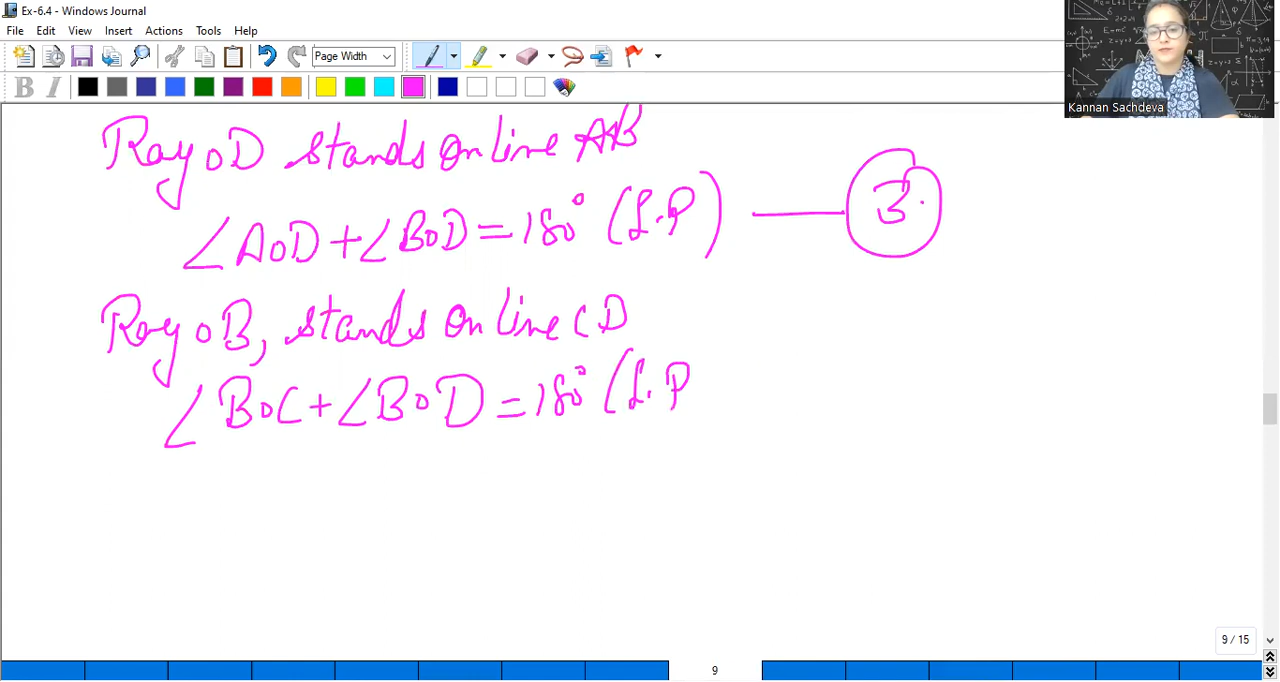 Ex-6.4 - Windows Journal
File Edit View Insert Actions Tools Help
Page Width
B I
Kannan Sachdeva
Ray OD stands on line AB
∠AOD + ∠BOD = 180° (L.P) — 3
Ray OB, stands on line CD
∠BOC + ∠BOD = 180° (L.P
9 / 15
9